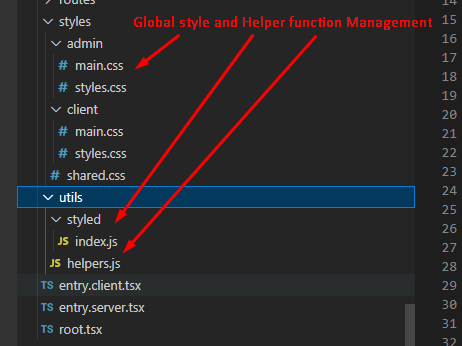 routes
15
styles
Global style and Helper function Management
16
admin
17
# main.css
18
# styles.css
19
client
20
# main.css
21
# styles.css
22
# shared.css
23
utils
24
25
styled
26
JS index.js
27
JS helpers.js
28
TS entry.client.tsx
29
TS entry.server.tsx
30
TS root.tsx
31
32